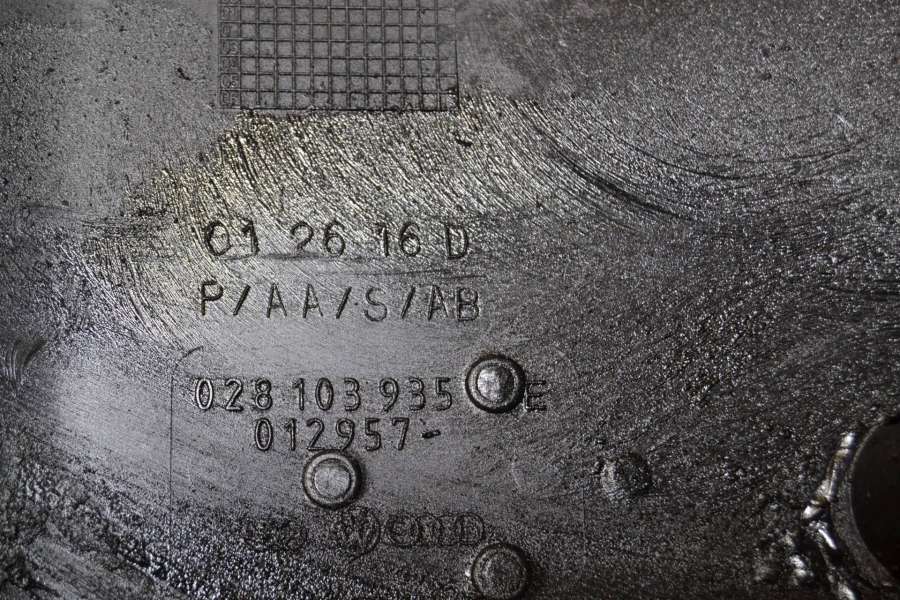 01 26 16 D
P/AA/S/AB
028 103 935 E
012957-